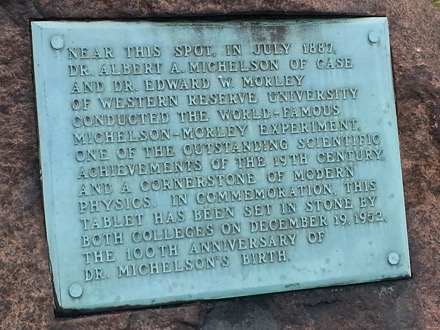 NEAR THIS SPOT, IN JULY 1887,
DR. ALBERT A. MICHELSON OF CASE
AND DR. EDWARD W. MORLEY
OF WESTERN RESERVE UNIVERSITY
CONDUCTED THE WORLD-FAMOUS
MICHELSON-MORLEY EXPERIMENT,
ONE OF THE OUTSTANDING SCIENTIFIC
ACHIEVEMENTS OF THE 19TH CENTURY,
AND A CORNERSTONE OF MODERN
PHYSICS. IN COMMEMORATION, THIS
TABLET HAS BEEN SET IN STONE BY
BOTH COLLEGES ON DECEMBER 19, 1952,
THE 100TH ANNIVERSARY OF
DR. MICHELSON'S BIRTH.